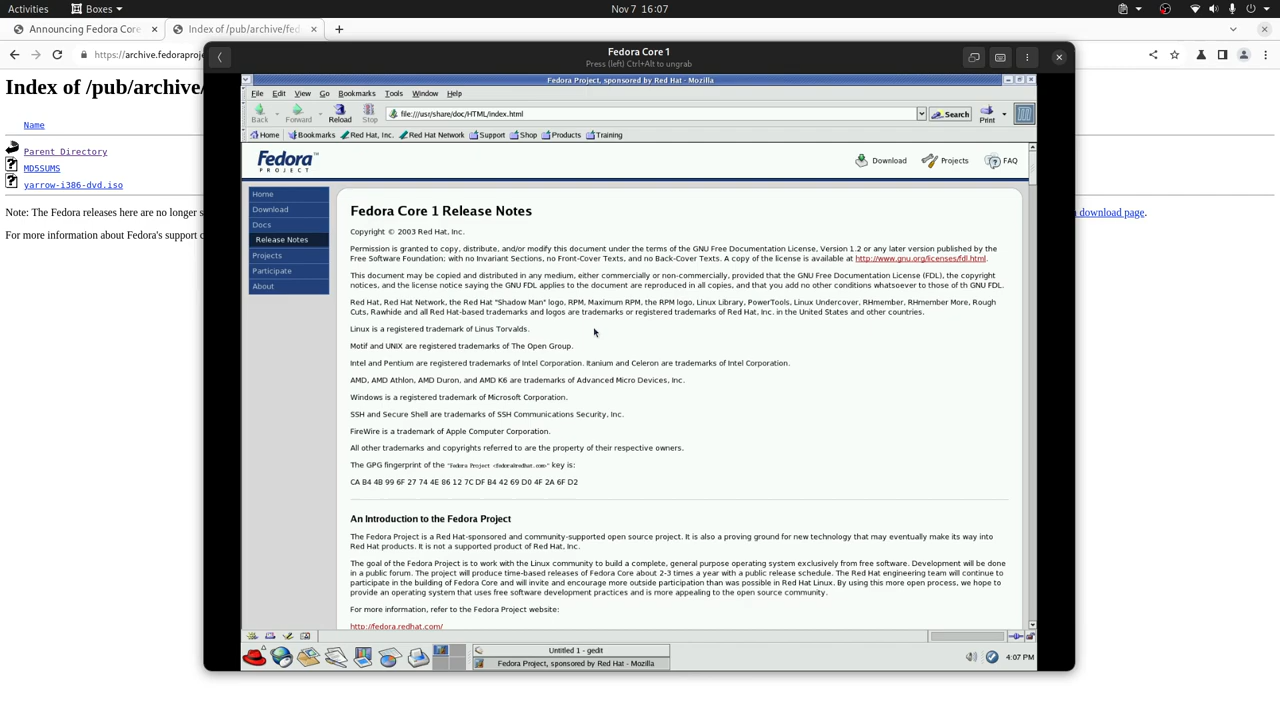 Activities
Boxes
Nov 7 16:07
Announcing Fedora Core
Index of /pub/archive/fed
https://archive.fedoraproj
Index of /pub/archive/
Name
Parent Directory
MD5SUMS
yarrow-i386-dvd.iso
Note: The Fedora releases here are no longer s
For more information about Fedora's support c
a download page.
Fedora Core 1
Press (left) Ctrl+Alt to ungrab
Fedora Project, sponsored by Red Hat - Mozilla
File Edit View Go Bookmarks Tools Window Help
Back Forward Reload Stop
file:///usr/share/doc/HTML/index.html
Search
Print
Home Bookmarks Red Hat, Inc. Red Hat Network Support Shop Products Training
Fedora™
PROJECT
Download Projects FAQ
Home
Download
Docs
Release Notes
Projects
Participate
About
Fedora Core 1 Release Notes
Copyright © 2003 Red Hat, Inc.
Permission is granted to copy, distribute, and/or modify this document under the terms of the GNU Free Documentation License, Version 1.2 or any later version published by the
Free Software Foundation; with no Invariant Sections, no Front-Cover Texts, and no Back-Cover Texts. A copy of the license is available at http://www.gnu.org/licenses/fdl.html.
This document may be copied and distributed in any medium, either commercially or non-commercially, provided that the GNU Free Documentation License (FDL), the copyright
notices, and the license notice saying the GNU FDL applies to the document are reproduced in all copies, and that you add no other conditions whatsoever to those of th GNU FDL.
Red Hat, Red Hat Network, the Red Hat "Shadow Man" logo, RPM, Maximum RPM, the RPM logo, Linux Library, PowerTools, Linux Undercover, RHmember, RHmember More, Rough
Cuts, Rawhide and all Red Hat-based trademarks and logos are trademarks or registered trademarks of Red Hat, Inc. in the United States and other countries.
Linux is a registered trademark of Linus Torvalds.
Motif and UNIX are registered trademarks of The Open Group.
Intel and Pentium are registered trademarks of Intel Corporation. Itanium and Celeron are trademarks of Intel Corporation.
AMD, AMD Athlon, AMD Duron, and AMD K6 are trademarks of Advanced Micro Devices, Inc.
Windows is a registered trademark of Microsoft Corporation.
SSH and Secure Shell are trademarks of SSH Communications Security, Inc.
FireWire is a trademark of Apple Computer Corporation.
All other trademarks and copyrights referred to are the property of their respective owners.
The GPG fingerprint of the "Fedora Project <fedora@redhat.com>" key is:
CA B4 4B 99 6F 27 74 4E 86 12 7C DF B4 42 69 D0 4F 2A 6F D2
An Introduction to the Fedora Project
The Fedora Project is a Red Hat-sponsored and community-supported open source project. It is also a proving ground for new technology that may eventually make its way into
Red Hat products. It is not a supported product of Red Hat, Inc.
The goal of the Fedora Project is to work with the Linux community to build a complete, general purpose operating system exclusively from free software. Development will be done
in a public forum. The project will produce time-based releases of Fedora Core about 2-3 times a year with a public release schedule. The Red Hat engineering team will continue to
participate in the building of Fedora Core and will invite and encourage more outside participation than was possible in Red Hat Linux. By using this more open process, we hope to
provide an operating system that uses free software development practices and is more appealing to the open source community.
For more information, refer to the Fedora Project website:
http://fedora.redhat.com/
Untitled 1 - gedit
Fedora Project, sponsored by Red Hat - Mozilla
4:07 PM